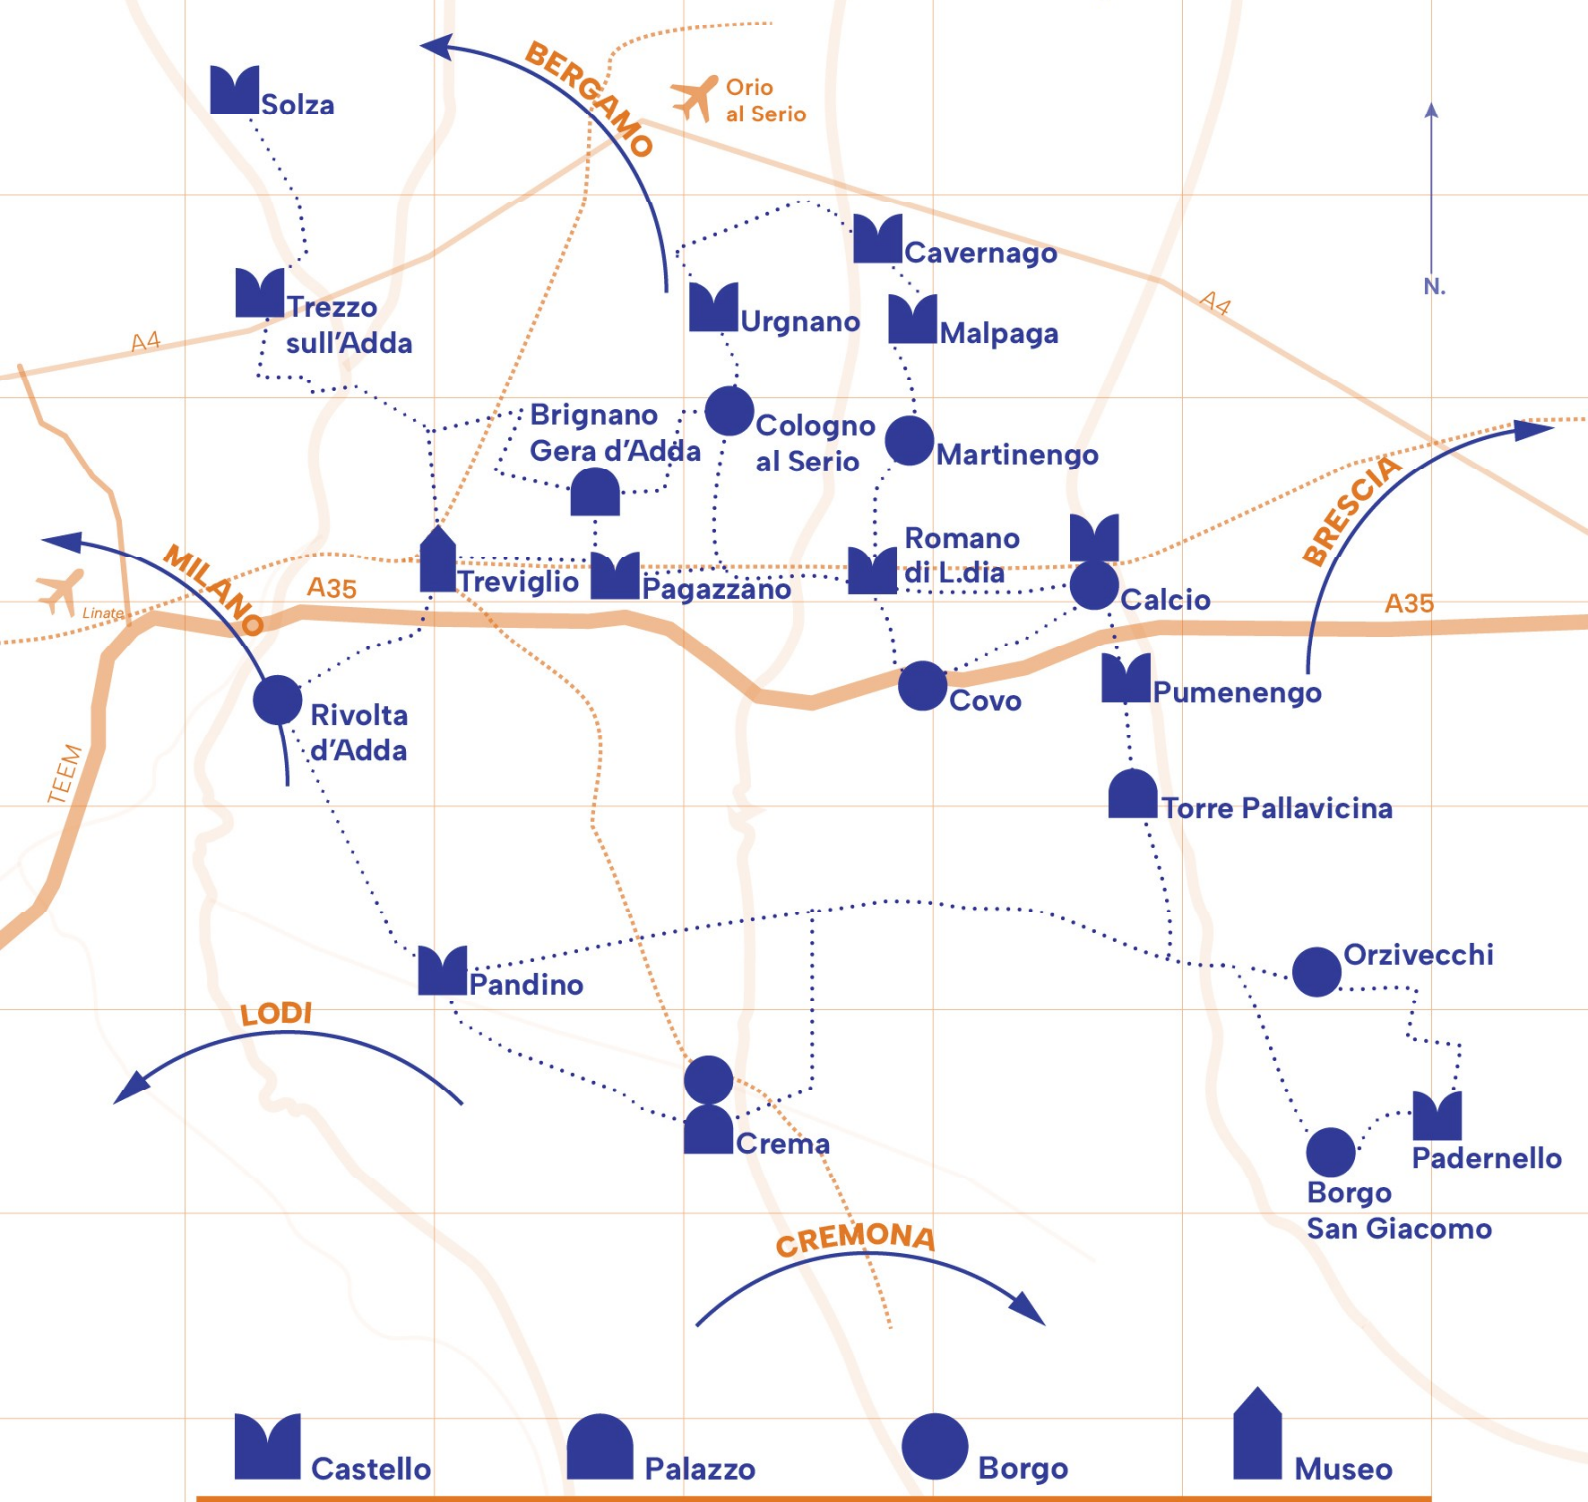 BERGAMO
Orio
al Serio
Solza
Cavernago
N.
Trezzo
sull'Adda
A4
A4
Urgnano
Malpaga
Brignano
Gera d'Adda
Cologno
al Serio
Martinengo
BRESCIA
MILANO
Linate
A35
Treviglio
Pagazzano
Romano
di L.dia
Calcio
A35
Rivolta
d'Adda
Covo
Pumenengo
TEEM
Torre Pallavicina
Pandino
Orzivecchi
LODI
Crema
Padernello
Borgo
San Giacomo
CREMONA
Castello
Palazzo
Borgo
Museo